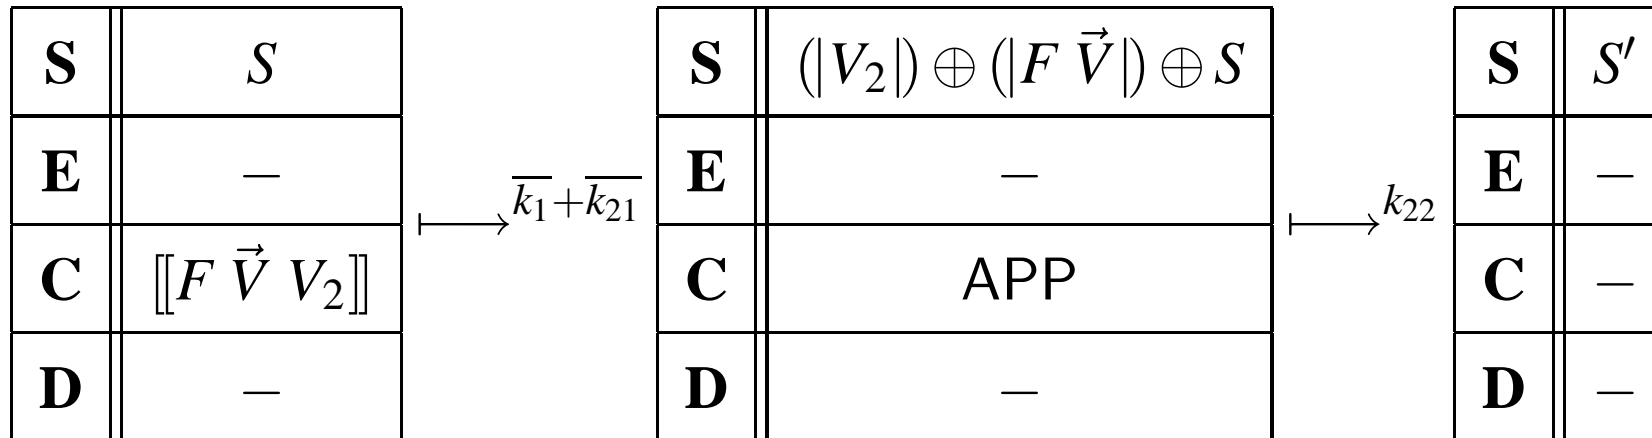 S S S (|V₂|) ⊕ (|F V⃗|) ⊕ S S S′
E – E – E –
⟼ k̅₁̅+k̅₂₁̅ ⟼ k₂₂
C ⟦F V⃗ V₂⟧ C APP C –
D – D – D –